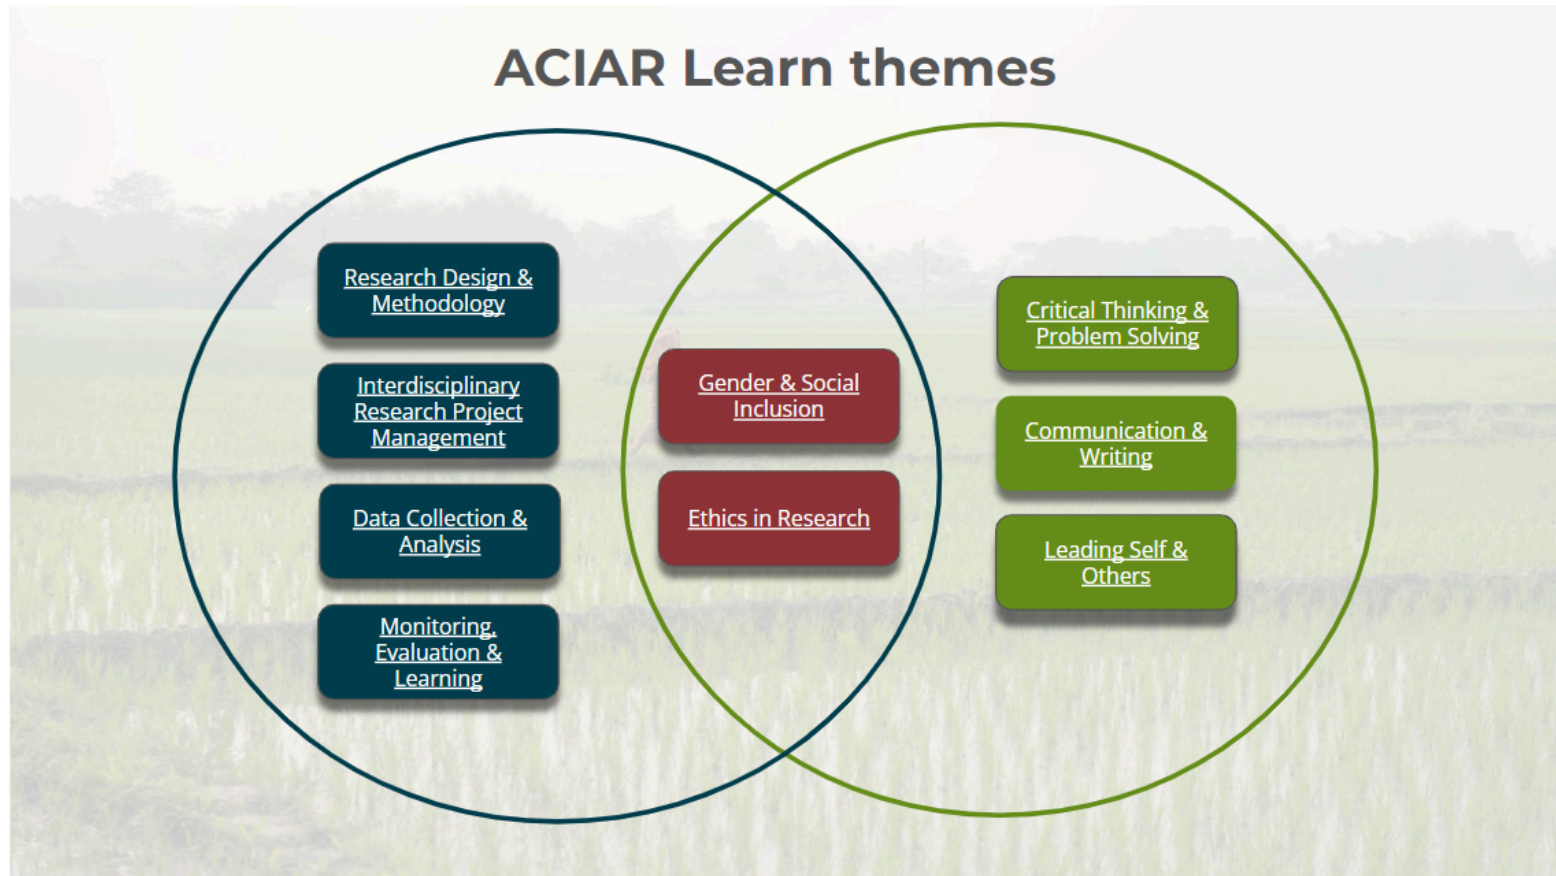 ACIAR Learn themes
Research Design &
Methodology
Interdisciplinary
Research Project
Management
Data Collection &
Analysis
Monitoring,
Evaluation &
Learning
Gender & Social
Inclusion
Ethics in Research
Critical Thinking &
Problem Solving
Communication &
Writing
Leading Self &
Others